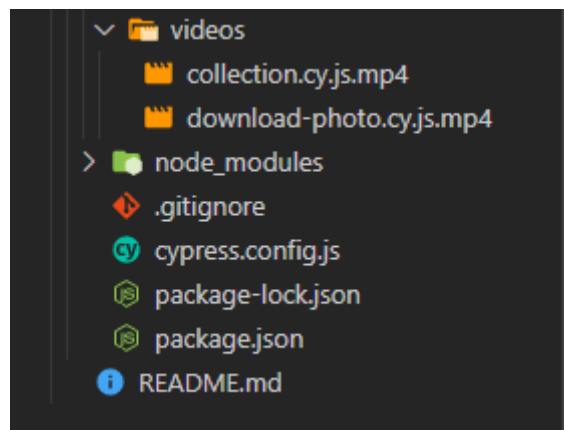 videos
collection.cy.js.mp4
download-photo.cy.js.mp4
node_modules
.gitignore
cypress.config.js
package-lock.json
package.json
README.md